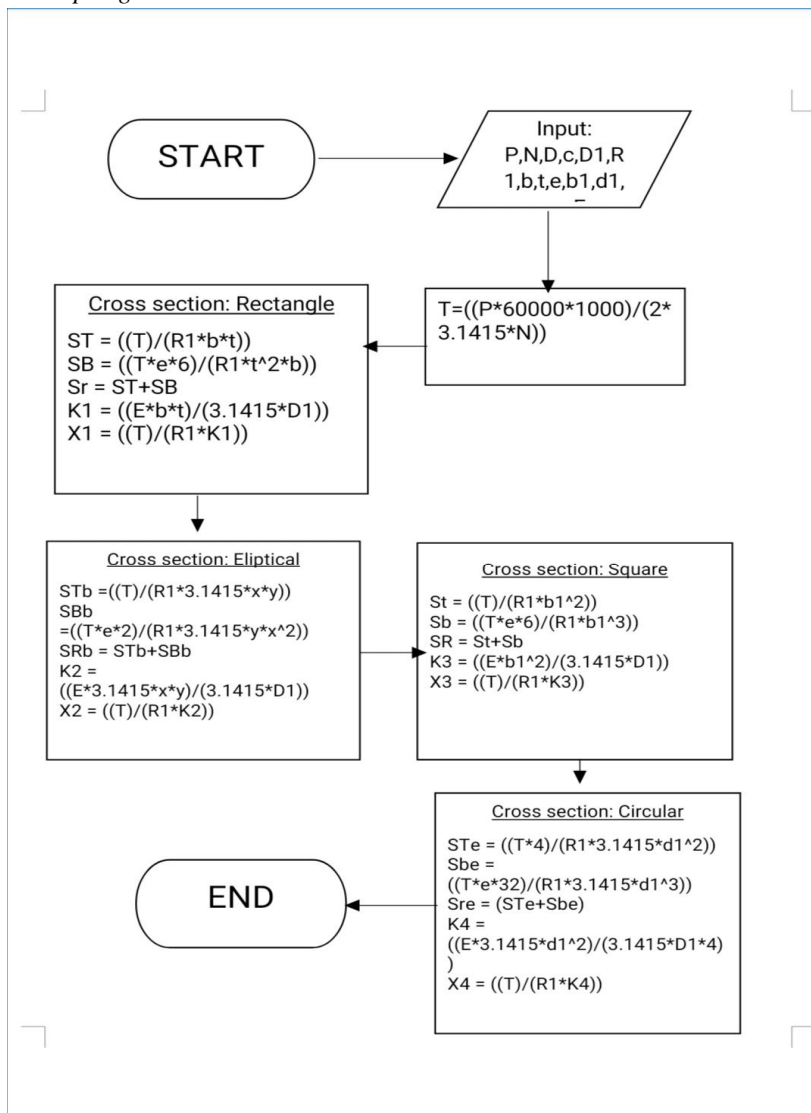 START
Input:
P,N,D,c,D1,R
1,b,t,e,b1,d1,
T=((P*60000*1000)/(2*
3.1415*N))
Cross section: Rectangle
ST = ((T)/(R1*b*t))
SB = ((T*e*6)/(R1*t^2*b))
Sr = ST+SB
K1 = ((E*b*t)/(3.1415*D1))
X1 = ((T)/(R1*K1))
Cross section: Eliptical
STb =((T)/(R1*3.1415*x*y))
SBb
=((T*e*2)/(R1*3.1415*y*x^2))
SRb = STb+SBb
K2 =
((E*3.1415*x*y)/(3.1415*D1))
X2 = ((T)/(R1*K2))
Cross section: Square
St = ((T)/(R1*b1^2))
Sb = ((T*e*6)/(R1*b1^3))
SR = St+Sb
K3 = ((E*b1^2)/(3.1415*D1))
X3 = ((T)/(R1*K3))
Cross section: Circular
STe = ((T*4)/(R1*3.1415*d1^2))
Sbe =
((T*e*32)/(R1*3.1415*d1^3))
Sre = (STe+Sbe)
K4 =
((E*3.1415*d1^2)/(3.1415*D1*4)
)
X4 = ((T)/(R1*K4))
END